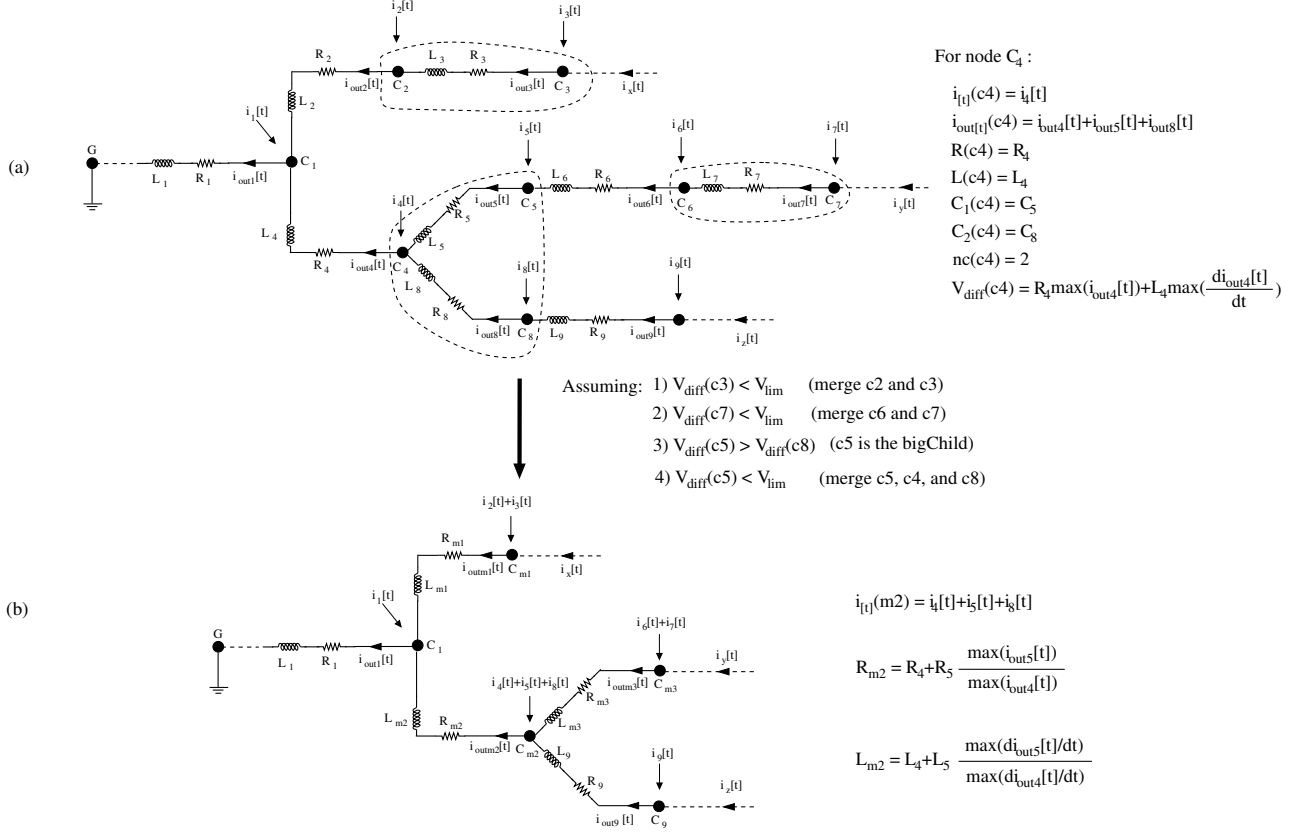 (a)
i2[t]
i3[t]
R2
iout2[t]
C2
L3
R3
iout3[t]
C3
ix[t]
L2
i1[t]
G
L1
R1
iout1[t]
C1
i5[t]
i6[t]
i7[t]
iout5[t]
C5
L6
R6
iout6[t]
C6
L7
R7
iout7[t]
C7
iy[t]
i4[t]
R5
L5
L4
R4
iout4[t]
C4
L8
R8
i8[t]
i9[t]
iout8[t]
C8
L9
R9
iout9[t]
iz[t]
For node C4 :
i[t](c4) = i4[t]
iout[t](c4) = iout4[t]+iout5[t]+iout8[t]
R(c4) = R4
L(c4) = L4
C1(c4) = C5
C2(c4) = C8
nc(c4) = 2
Vdiff(c4) = R4max(iout4[t])+L4max(diout4[t]/dt)
Assuming: 1) Vdiff(c3) < Vlim (merge c2 and c3)
2) Vdiff(c7) < Vlim (merge c6 and c7)
3) Vdiff(c5) > Vdiff(c8) (c5 is the bigChild)
4) Vdiff(c5) < Vlim (merge c5, c4, and c8)
(b)
i2[t]+i3[t]
Rm1
ioutm1[t]
Cm1
ix[t]
Lm1
i1[t]
G
L1
R1
iout1[t]
C1
i6[t]+i7[t]
iy[t]
ioutm3[t]
Cm3
Rm3
Lm3
i4[t]+i5[t]+i8[t]
Lm2
Rm2
ioutm2[t]
Cm2
L9
R9
i9[t]
iz[t]
iout9[t]
C9
i[t](m2) = i4[t]+i5[t]+i8[t]
Rm2 = R4+R5 max(iout5[t]) / max(iout4[t])
Lm2 = L4+L5 max(diout5[t]/dt) / max(diout4[t]/dt)